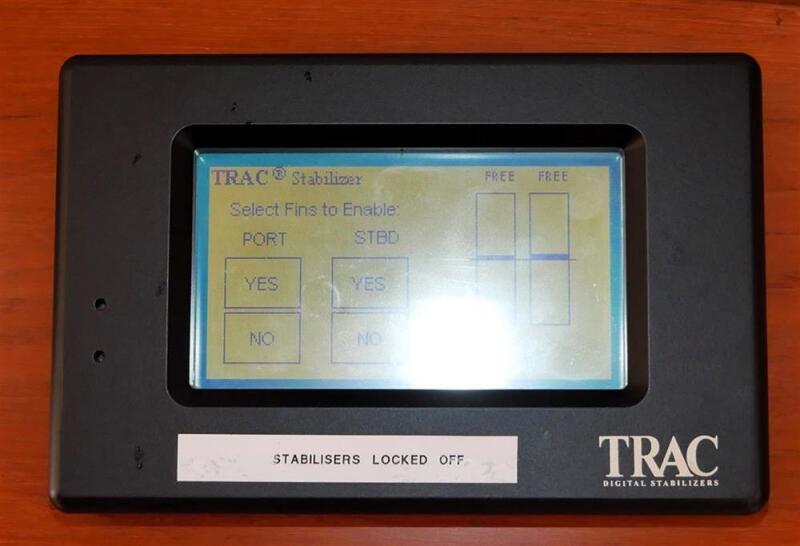 TRAC® Stabilizer
FREE FREE
Select Fins to Enable:
PORT STBD
YES YES
NO NO
STABILISERS LOCKED OFF
TRAC
DIGITAL STABILIZERS